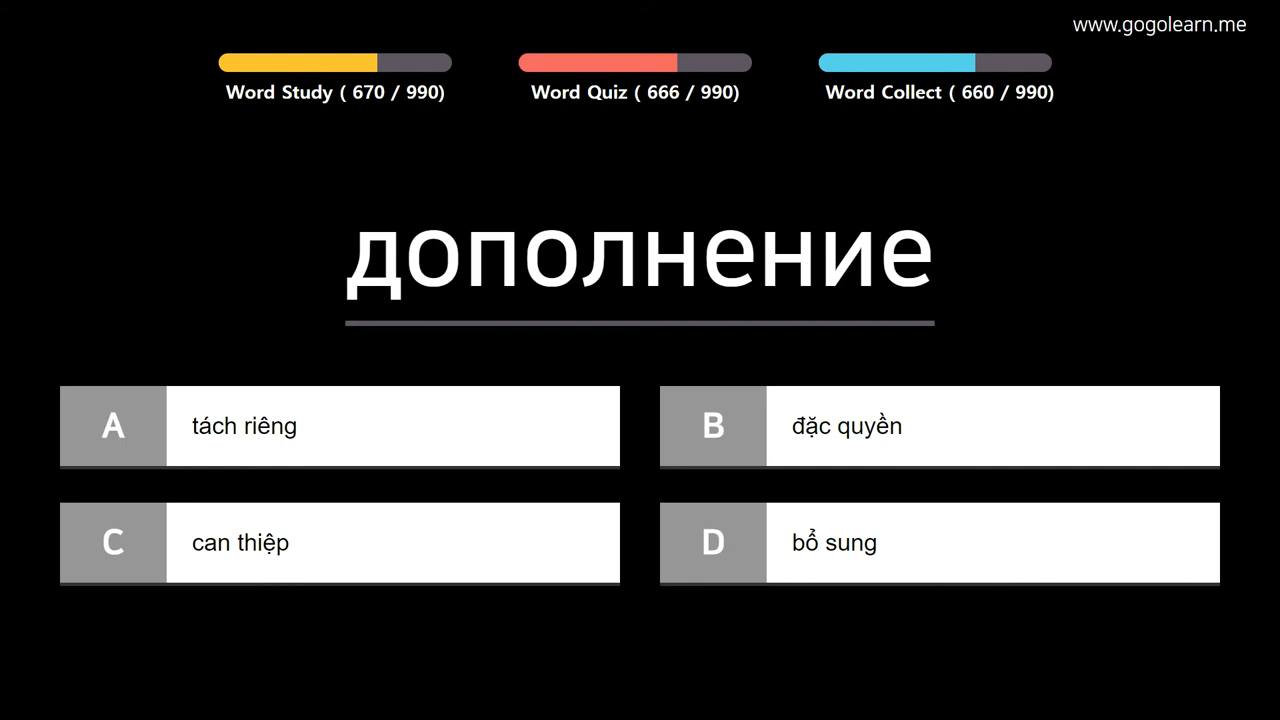 www.gogolearn.me
Word Study ( 670 / 990)
Word Quiz ( 666 / 990)
Word Collect ( 660 / 990)
дополнение
A tách riêng
B đặc quyền
C can thiệp
D bổ sung